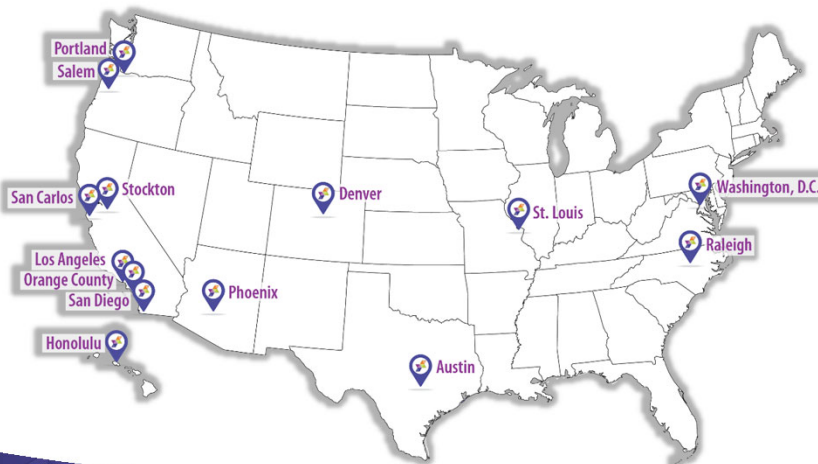 Portland
Salem
San Carlos
Stockton
Denver
St. Louis
Washington, D.C.
Raleigh
Los Angeles
Orange County
San Diego
Phoenix
Honolulu
Austin